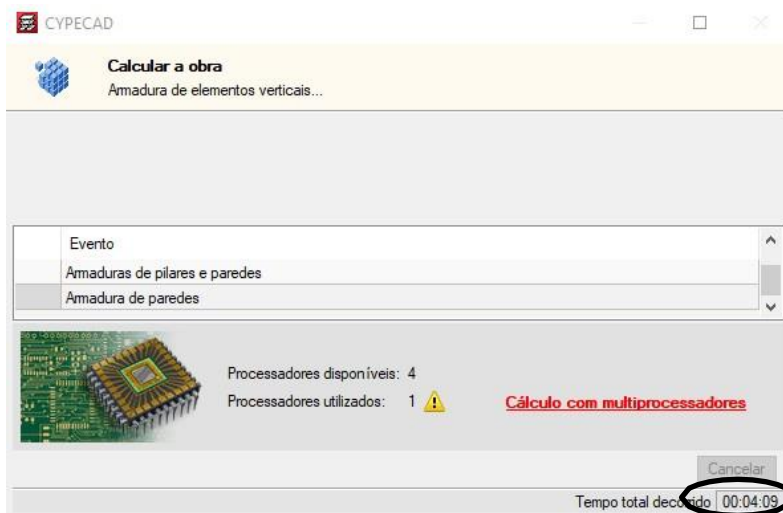 CYPECAD
Calcular a obra
Armadura de elementos verticais...
Evento
Armaduras de pilares e paredes
Armadura de paredes
Processadores disponíveis: 4
Processadores utilizados: 1
Cálculo com multiprocessadores
Cancelar
Tempo total decorrido 00:04:09